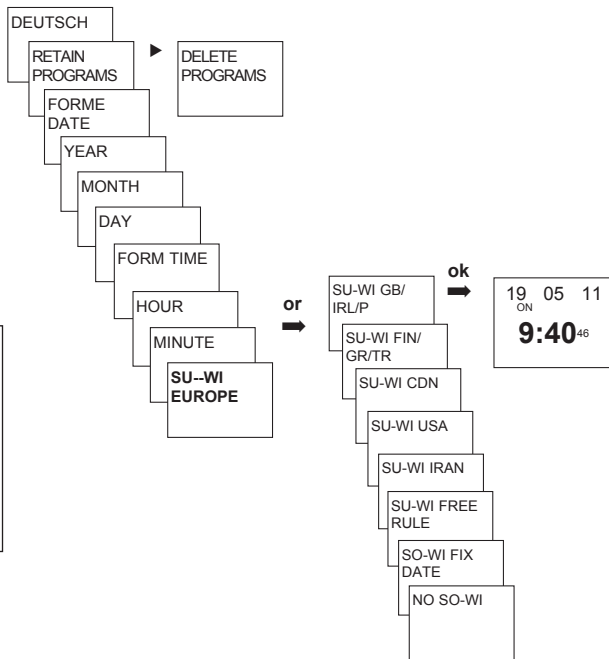 DEUTSCH
RETAIN
PROGRAMS
DELETE
PROGRAMS
FORME
DATE
YEAR
MONTH
DAY
FORM TIME
HOUR
MINUTE
SU--WI
EUROPE
or
SU-WI GB/
IRL/P
SU-WI FIN/
GR/TR
SU-WI CDN
SU-WI USA
SU-WI IRAN
SU-WI FREE
RULE
SO-WI FIX
DATE
NO SO-WI
ok
19 05 11
ON
9:40 46